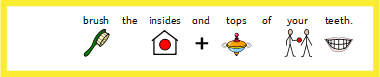 brush the insides and tops of your teeth.